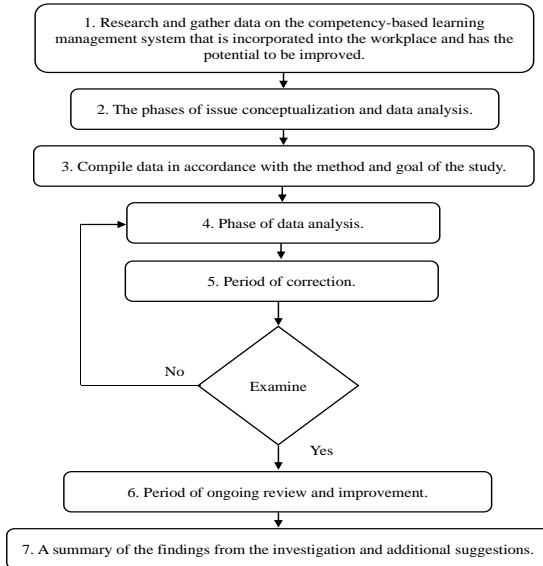 1. Research and gather data on the competency-based learning
management system that is incorporated into the workplace and has the
potential to be improved.
2. The phases of issue conceptualization and data analysis.
3. Compile data in accordance with the method and goal of the study.
4. Phase of data analysis.
5. Period of correction.
No
Examine
Yes
6. Period of ongoing review and improvement.
7. A summary of the findings from the investigation and additional suggestions.